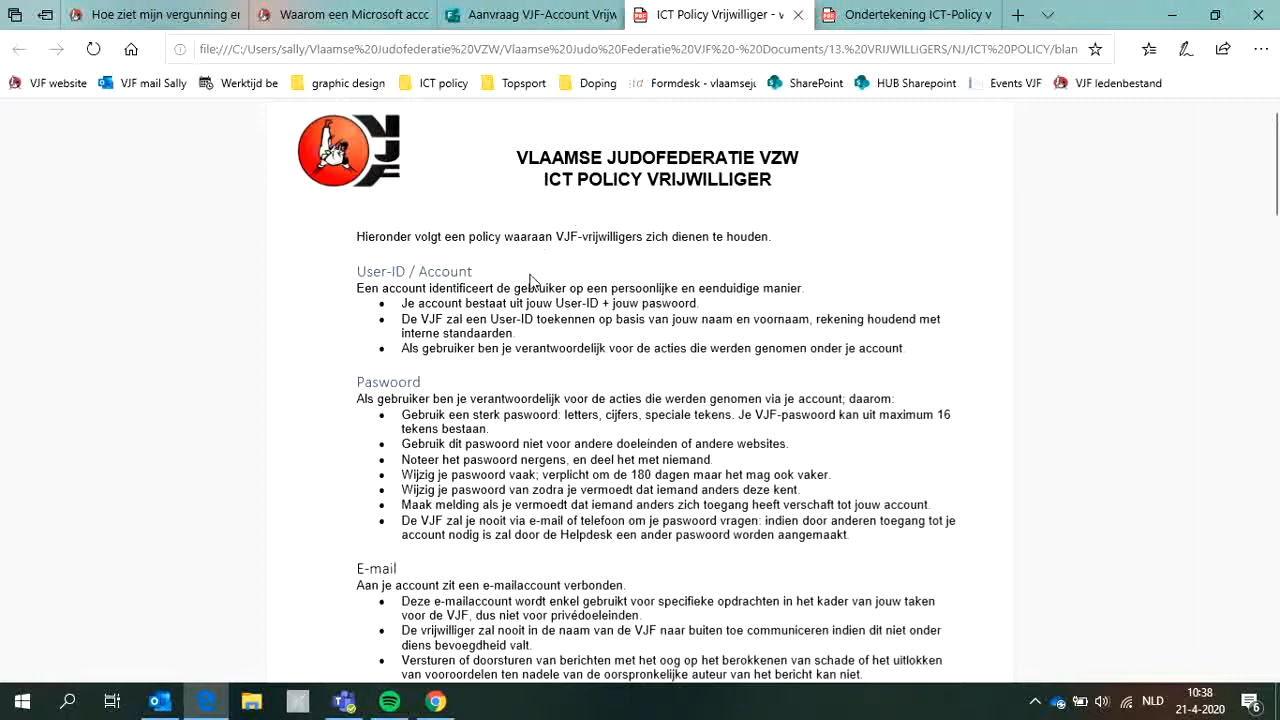 Hoe een vergadering in
Waarom een Microsoft accc
Aanvraag VJF-Account Vrijw
ICT Policy Vrijwilliger - v
Ondertekening ICT-Policy v
file:///C:/Users/sally/Vlaamse%20Judofederatie%20VZW/Vlaamse%20Judo%20Federatie%20VJF%20-%20Documents/13.%20VRIJWILLIGERS/NJ/ICT%20POLICY/blan
VJF website VJF mail Sally Werktijd be graphic design ICT policy Topsport Doping Formdesk - vlaamseju SharePoint HUB Sharepoint Events VJF VJF ledenbestand
VJF
VLAAMSE JUDOFEDERATIE VZW
ICT POLICY VRIJWILLIGER
Hieronder volgt een policy waaraan VJF-vrijwilligers zich dienen te houden.
User-ID / Account
Een account identificeert de gebruiker op een persoonlijke en eenduidige manier.
• Je account bestaat uit jouw User-ID + jouw paswoord.
• De VJF zal een User-ID toekennen op basis van jouw naam en voornaam, rekening houdend met
interne standaarden.
• Als gebruiker ben je verantwoordelijk voor de acties die werden genomen onder je account.
Paswoord
Als gebruiker ben je verantwoordelijk voor de acties die werden genomen via je account; daarom:
• Gebruik een sterk paswoord: letters, cijfers, speciale tekens. Je VJF-paswoord kan uit maximum 16
tekens bestaan.
• Gebruik dit paswoord niet voor andere doeleinden of andere websites.
• Noteer het paswoord nergens, en deel het met niemand.
• Wijzig je paswoord vaak; verplicht om de 180 dagen maar het mag ook vaker.
• Wijzig je paswoord van zodra je vermoedt dat iemand anders deze kent.
• Maak melding als je vermoedt dat iemand anders zich toegang heeft verschaft tot jouw account.
• De VJF zal je nooit via e-mail of telefoon om je paswoord vragen: indien door anderen toegang tot je
account nodig is zal door de Helpdesk een ander paswoord worden aangemaakt.
E-mail
Aan je account zit een e-mailaccount verbonden.
• Deze e-mailaccount wordt enkel gebruikt voor specifieke opdrachten in het kader van jouw taken
voor de VJF, dus niet voor privédoeleinden.
• De vrijwilliger zal nooit in de naam van de VJF naar buiten toe communiceren indien dit niet onder
diens bevoegdheid valt.
• Versturen of doorsturen van berichten met het oog op het berokkenen van schade of het uitlokken
van vooroordelen ten nadele van de oorspronkelijke auteur van het bericht kan niet.
NLD
10:38
21-4-2020
6